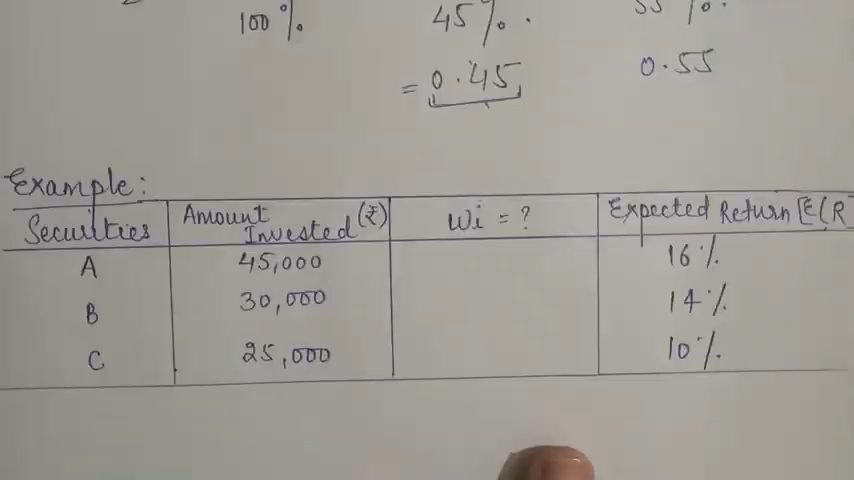 100% 45%. 55%.
= 0.45 0.55
Example:
Securities Amount Invested (₹) Wi = ? Expected Return [E(R
A 45,000 16%
B 30,000 14%
C 25,000 10%